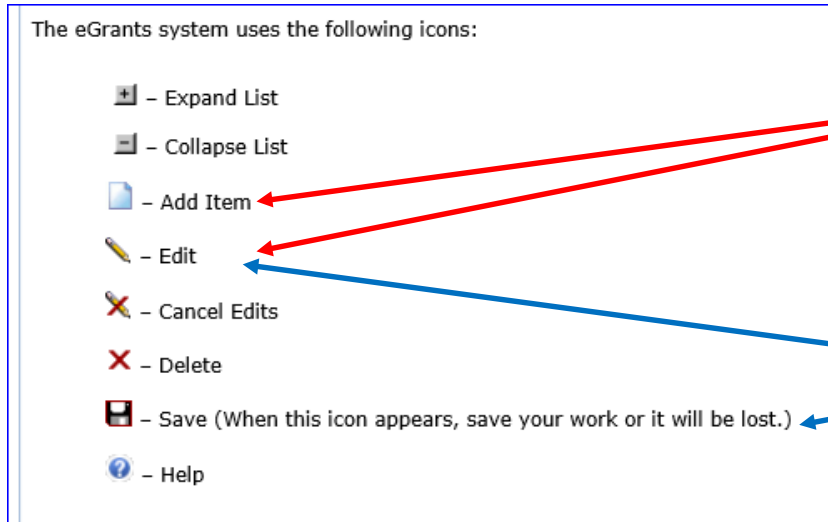 The eGrants system uses the following icons:
– Expand List
– Collapse List
– Add Item
– Edit
– Cancel Edits
– Delete
– Save (When this icon appears, save your work or it will be lost.)
– Help